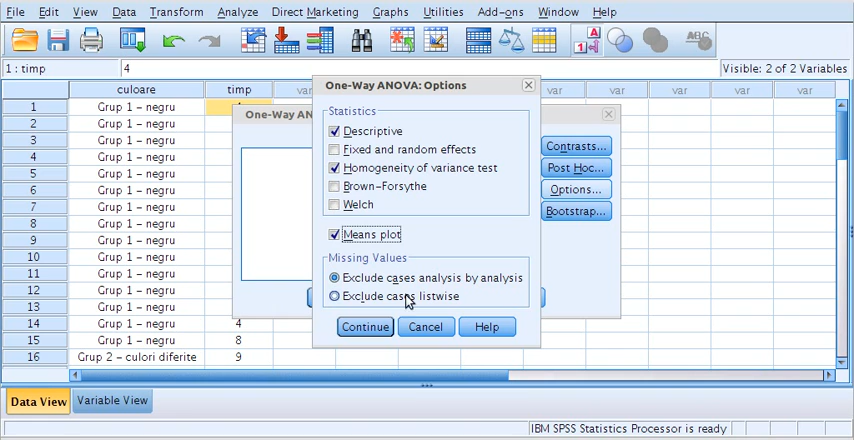 File Edit View Data Transform Analyze Direct Marketing Graphs Utilities Add-ons Window Help
1 : timp 4 Visible: 2 of 2 Variables
culoare timp var var var var var var
One-Way ANOVA: Options
Statistics
Descriptive
Fixed and random effects
Homogeneity of variance test
Brown-Forsythe
Welch
Means plot
Missing Values
Exclude cases analysis by analysis
Exclude cases listwise
Continue Cancel Help
One-Way AN
Contrasts...
Post Hoc...
Options...
Bootstrap...
1 Grup 1 - negru
2 Grup 1 - negru
3 Grup 1 - negru
4 Grup 1 - negru
5 Grup 1 - negru
6 Grup 1 - negru
7 Grup 1 - negru
8 Grup 1 - negru
9 Grup 1 - negru
10 Grup 1 - negru
11 Grup 1 - negru
12 Grup 1 - negru
13 Grup 1 - negru
14 Grup 1 - negru 4
15 Grup 1 - negru 8
16 Grup 2 - culori diferite 9
Data View Variable View
IBM SPSS Statistics Processor is ready